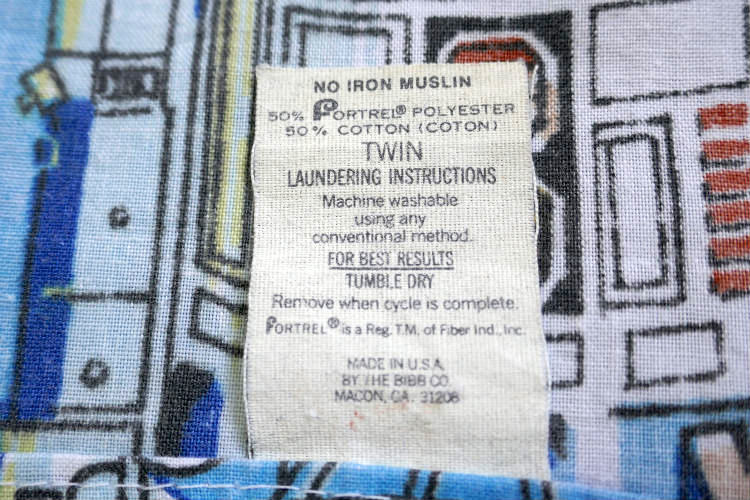 NO IRON MUSLIN
50% FORTREL® POLYESTER
50% COTTON (COTON)
TWIN
LAUNDERING INSTRUCTIONS
Machine washable
using any
conventional method.
FOR BEST RESULTS
TUMBLE DRY
Remove when cycle is complete.
FORTREL® is a Reg. T.M. of Fiber Ind., Inc.
MADE IN U.S.A.
BY THE BIBB CO.
MACON, GA. 31208